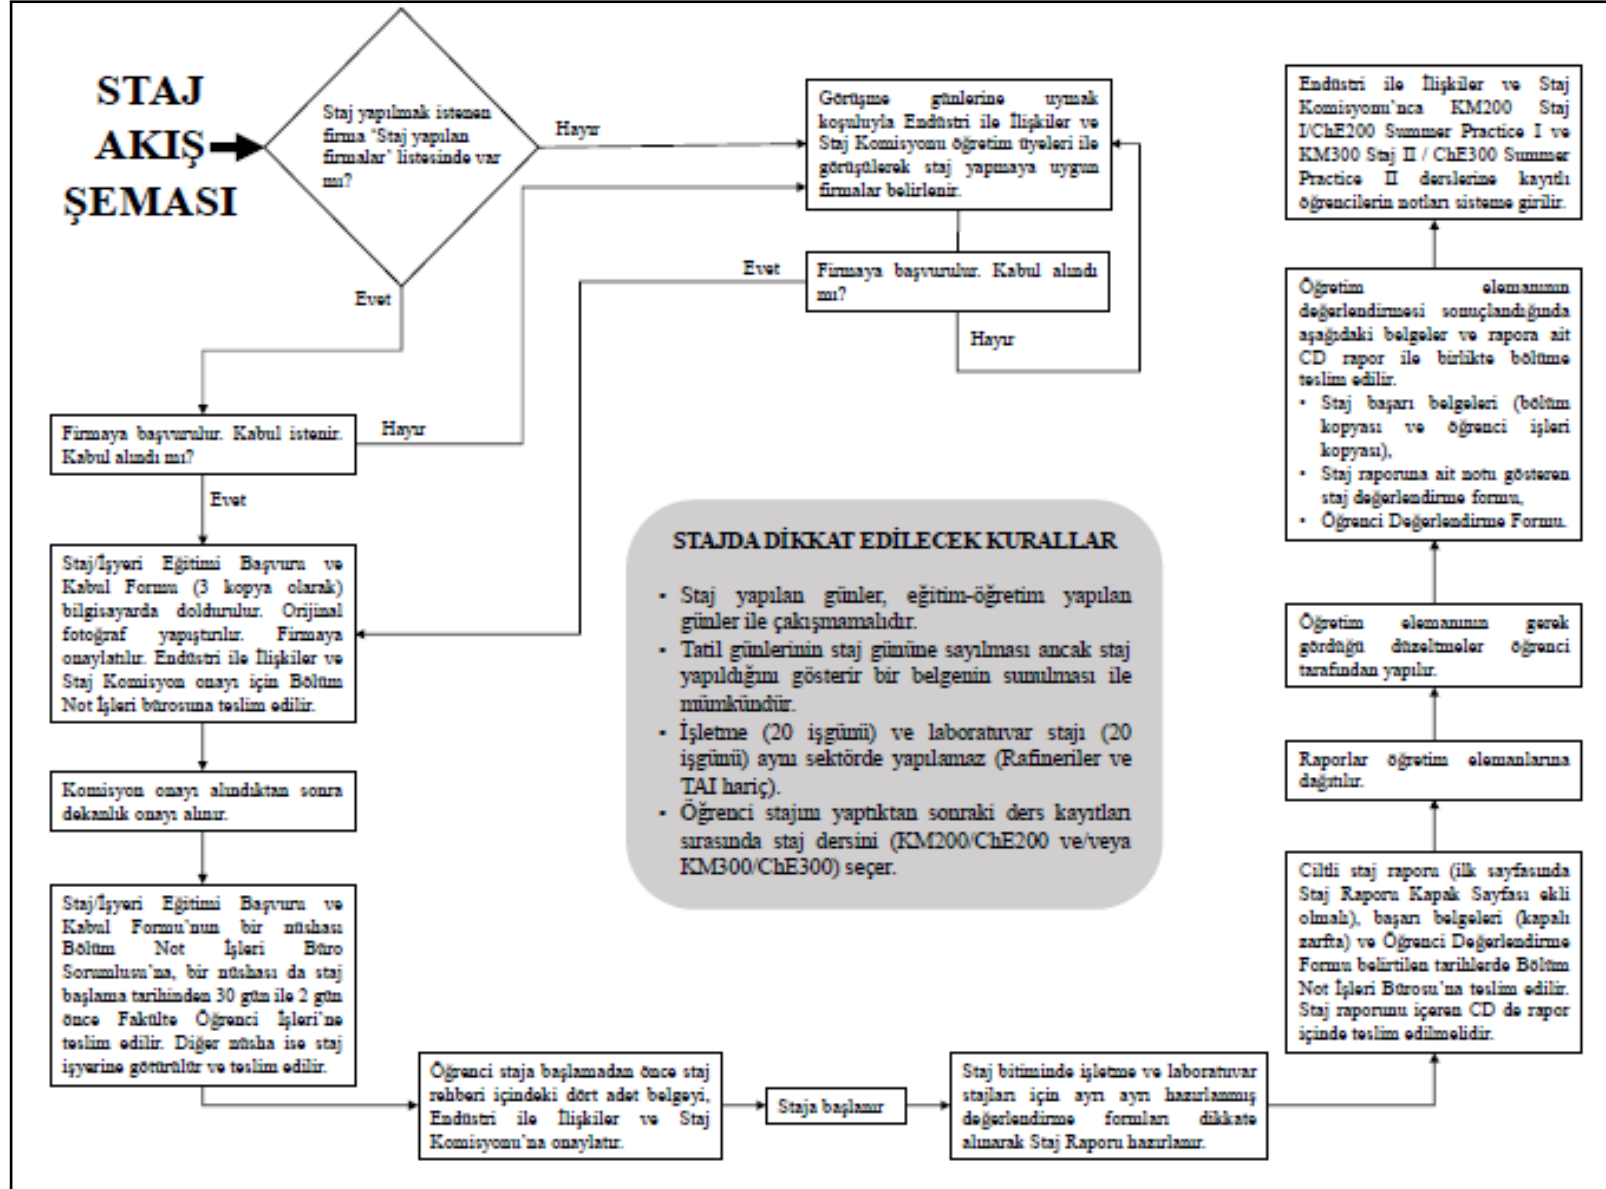 STAJ
AKIŞ
ŞEMASI
Staj yapılmak istenen
firma ‘Staj yapılan
firmalar’ listesinde var
mı?
Hayır
Evet
Görüşme günlerine uymak
koşuluyla Endüstri ile İlişkiler ve
Staj Komisyonu öğretim üyeleri ile
görüşülerek staj yapmaya uygun
firmalar belirlenir.
Evet
Firmaya başvurulur. Kabul alındı
mı?
Hayır
Firmaya başvurulur. Kabul istenir.
Kabul alındı mı?
Hayır
Evet
Staj/İşyeri Eğitimi Başvuru ve
Kabul Formu (3 kopya olarak)
bilgisayarda doldurulur. Orijinal
fotoğraf yapıştırılır. Firmaya
onaylatılır. Endüstri ile İlişkiler ve
Staj Komisyon onayı için Bölüm
Not İşleri bürosuna teslim edilir.
Komisyon onayı alındıktan sonra
dekanlık onayı alınır.
Staj/İşyeri Eğitimi Başvuru ve
Kabul Formu’nun bir nüshası
Bölüm Not İşleri Büro
Sorumlusu’na, bir nüshası da staj
başlama tarihinden 30 gün ile 2 gün
önce Fakülte Öğrenci İşleri’ne
teslim edilir. Diğer nüsha ise staj
işyerine götürülür ve teslim edilir.
Öğrenci staja başlamadan önce staj
rehberi içindeki dört adet belgeyi,
Endüstri ile İlişkiler ve Staj
Komisyonu’na onaylatır.
Staja başlanır
Staj bitiminde işletme ve laboratuvar
stajları için ayrı ayrı hazırlanmış
değerlendirme formları dikkate
alınarak Staj Raporu hazırlanır.
Ciltli staj raporu (ilk sayfasında
Staj Raporu Kapak Sayfası ekli
olmalı), başarı belgeleri (kapalı
zarfta) ve Öğrenci Değerlendirme
Formu belirtilen tarihlerde Bölüm
Not İşleri Bürosu’na teslim edilir.
Staj raporunu içeren CD de rapor
içinde teslim edilmelidir.
Raporlar öğretim elemanlarına
dağıtılır.
Öğretim elemanının gerek
gördüğü düzeltmeler öğrenci
tarafından yapılır.
Öğretim elemanının
değerlendirmesi sonuçlandığında
aşağıdaki belgeler ve rapora ait
CD rapor ile birlikte bölüme
teslim edilir.
▪ Staj başarı belgeleri (bölüm
kopyası ve öğrenci işleri
kopyası),
▪ Staj raporuna ait notu gösteren
staj değerlendirme formu,
▪ Öğrenci Değerlendirme Formu.
Endüstri ile İlişkiler ve Staj
Komisyonu’nca KM200 Staj
I/ChE200 Summer Practice I ve
KM300 Staj II / ChE300 Summer
Practice II derslerine kayıtlı
öğrencilerin notları sisteme girilir.
STAJDA DİKKAT EDİLECEK KURALLAR
▪ Staj yapılan günler, eğitim-öğretim yapılan
günler ile çakışmamalıdır.
▪ Tatil günlerinin staj gününe sayılması ancak staj
yapıldığını gösterir bir belgenin sunulması ile
mümkündür.
▪ İşletme (20 işgünü) ve laboratuvar stajı (20
işgünü) aynı sektörde yapılamaz (Rafineriler ve
TAI hariç).
▪ Öğrenci stajını yaptıktan sonraki ders kayıtları
sırasında staj dersini (KM200/ChE200 ve/veya
KM300/ChE300) seçer.